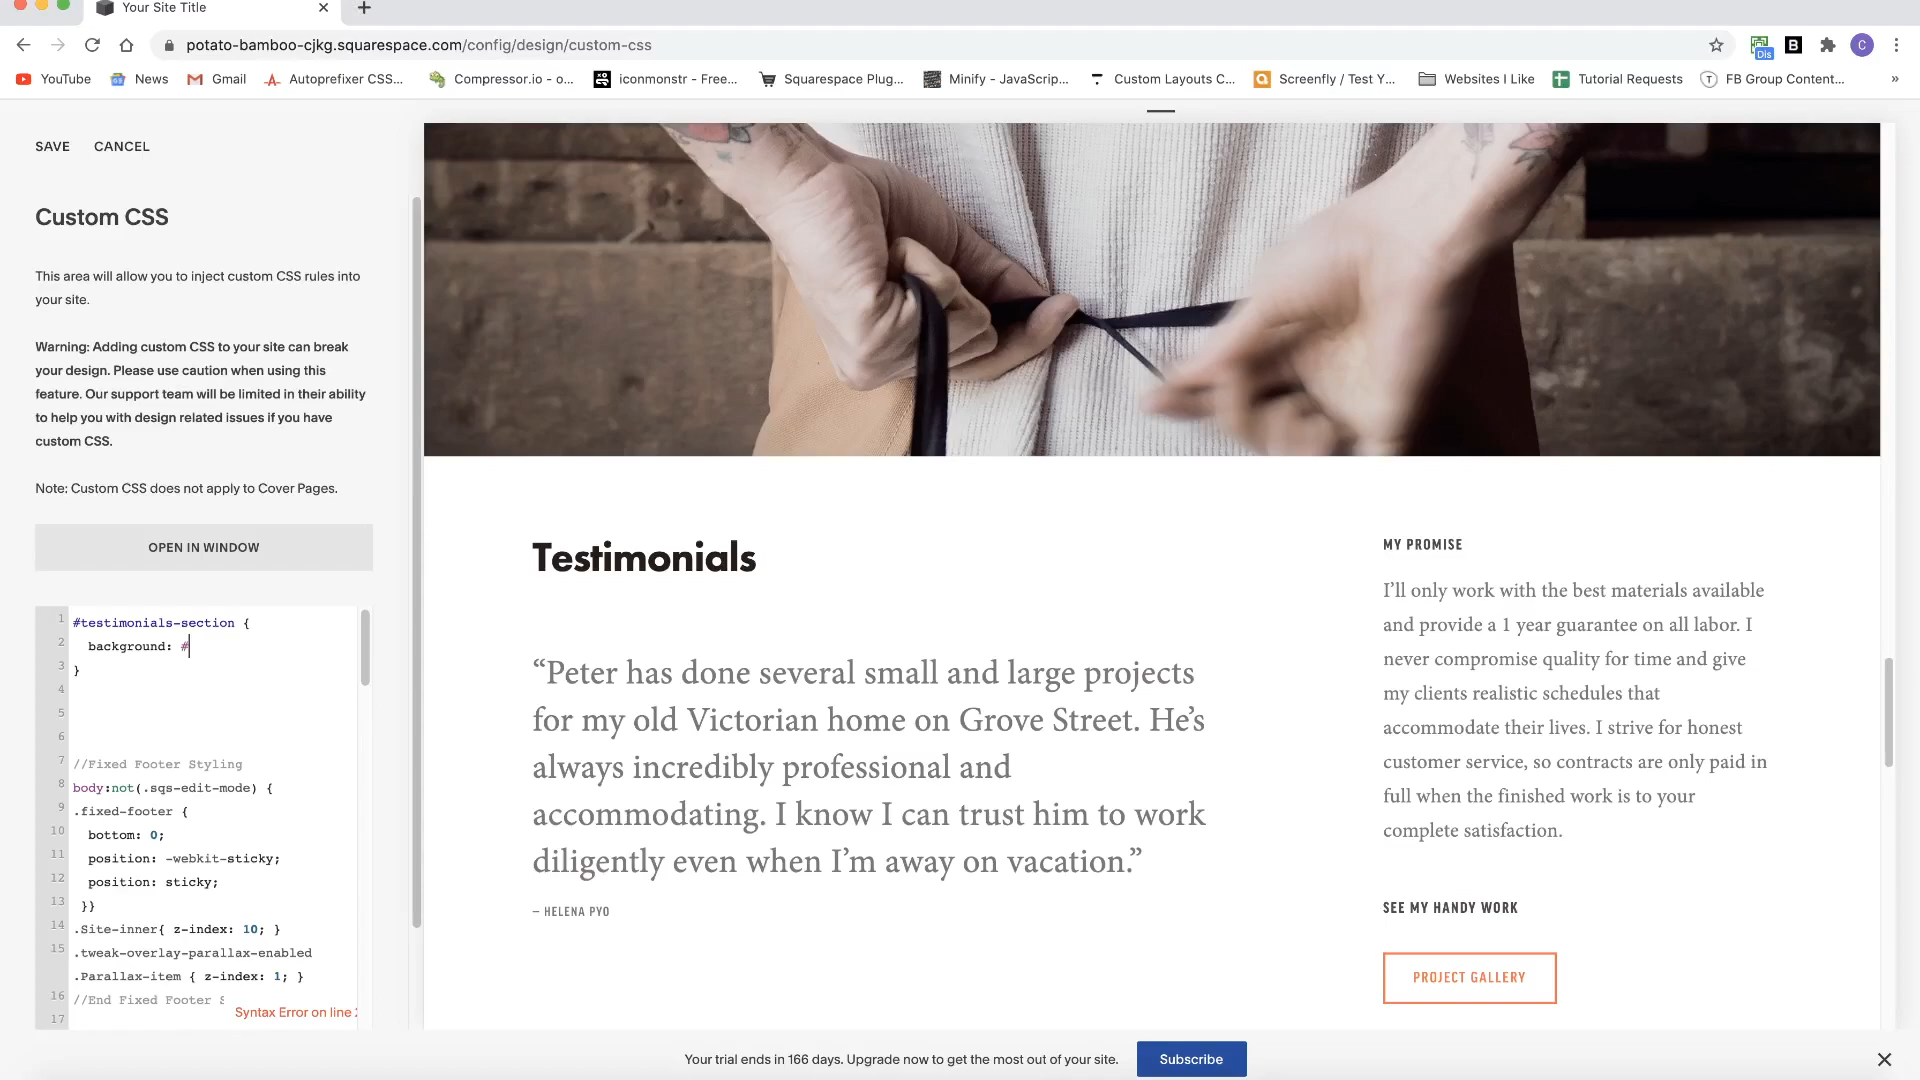 Your Site Title
potato-bamboo-cjkg.squarespace.com/config/design/custom-css
Dis
B
C
YouTube
News
Gmail
Autoprefixer CSS...
Compressor.io - o...
iconmonstr - Free...
Squarespace Plug...
Minify - JavaScrip...
Custom Layouts C...
Screenfly / Test Y...
Websites I Like
Tutorial Requests
FB Group Content...
»
SAVE CANCEL
Custom CSS
This area will allow you to inject custom CSS rules into
your site.
Warning: Adding custom CSS to your site can break
your design. Please use caution when using this
feature. Our support team will be limited in their ability
to help you with design related issues if you have
custom CSS.
Note: Custom CSS does not apply to Cover Pages.
OPEN IN WINDOW
1 #testimonials-section {
2 background: #
3 }
4
5
6
7 //Fixed Footer Styling
8 body:not(.sqs-edit-mode) {
9 .fixed-footer {
10 bottom: 0;
11 position: -webkit-sticky;
12 position: sticky;
13 }}
14 .Site-inner{ z-index: 10; }
15 .tweak-overlay-parallax-enabled
.Parallax-item { z-index: 1; }
16 //End Fixed Footer
Syntax Error on line
17
Testimonials
“Peter has done several small and large projects
for my old Victorian home on Grove Street. He’s
always incredibly professional and
accommodating. I know I can trust him to work
diligently even when I’m away on vacation.”
– HELENA PYO
MY PROMISE
I’ll only work with the best materials available
and provide a 1 year guarantee on all labor. I
never compromise quality for time and give
my clients realistic schedules that
accommodate their lives. I strive for honest
customer service, so contracts are only paid in
full when the finished work is to your
complete satisfaction.
SEE MY HANDY WORK
PROJECT GALLERY
Your trial ends in 166 days. Upgrade now to get the most out of your site.
Subscribe